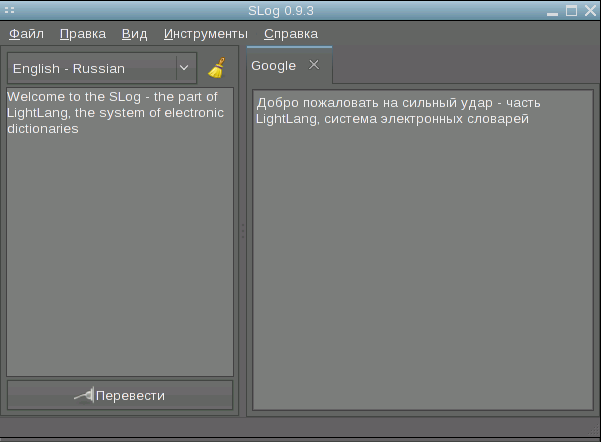 SLog 0.9.3
Файл Правка Вид Инструменты Справка
English - Russian
Google
Welcome to the SLog - the part of
LightLang, the system of electronic
dictionaries
Добро пожаловать на сильный удар - часть
LightLang, система электронных словарей
Перевести